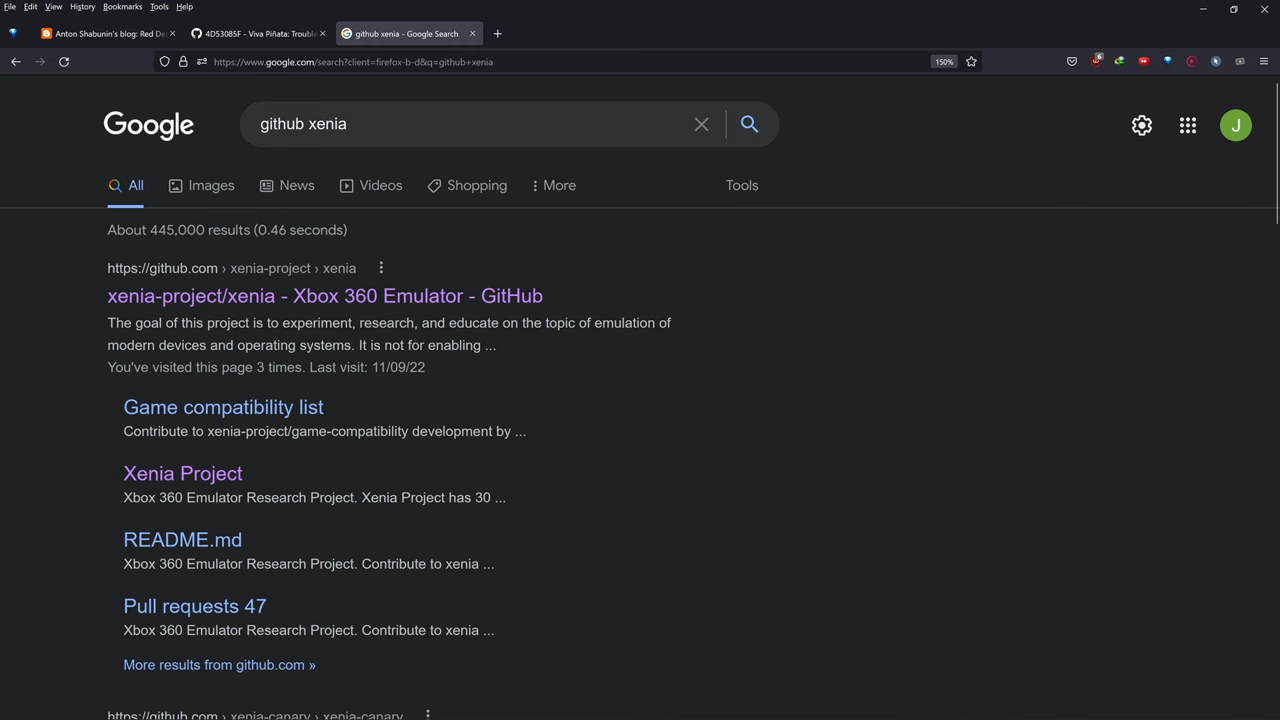 File Edit View History Bookmarks Tools Help
Anton Shabunin's blog: Red De
4D53085F - Viva Piñata: Trouble
github xenia - Google Search
https://www.google.com/search?client=firefox-b-d&q=github+xenia
150%
6
Google
github xenia
J
All Images News Videos Shopping More Tools
About 445,000 results (0.46 seconds)
https://github.com › xenia-project › xenia
xenia-project/xenia - Xbox 360 Emulator - GitHub
The goal of this project is to experiment, research, and educate on the topic of emulation of
modern devices and operating systems. It is not for enabling ...
You've visited this page 3 times. Last visit: 11/09/22
Game compatibility list
Contribute to xenia-project/game-compatibility development by ...
Xenia Project
Xbox 360 Emulator Research Project. Xenia Project has 30 ...
README.md
Xbox 360 Emulator Research Project. Contribute to xenia ...
Pull requests 47
Xbox 360 Emulator Research Project. Contribute to xenia ...
More results from github.com »
https://github.com › xenia-canary › xenia-canary